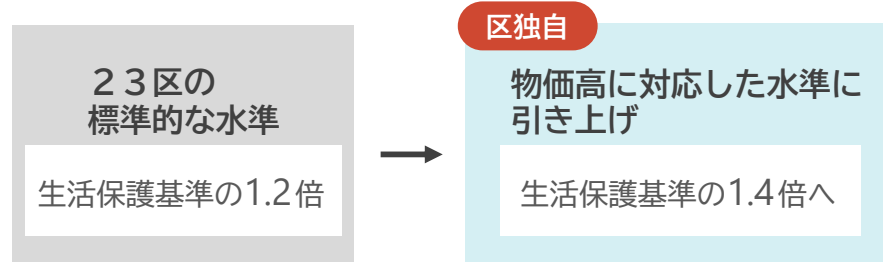 ２３区の
標準的な水準
生活保護基準の1.2倍
区独自
物価高に対応した水準に
引き上げ
生活保護基準の1.4倍へ